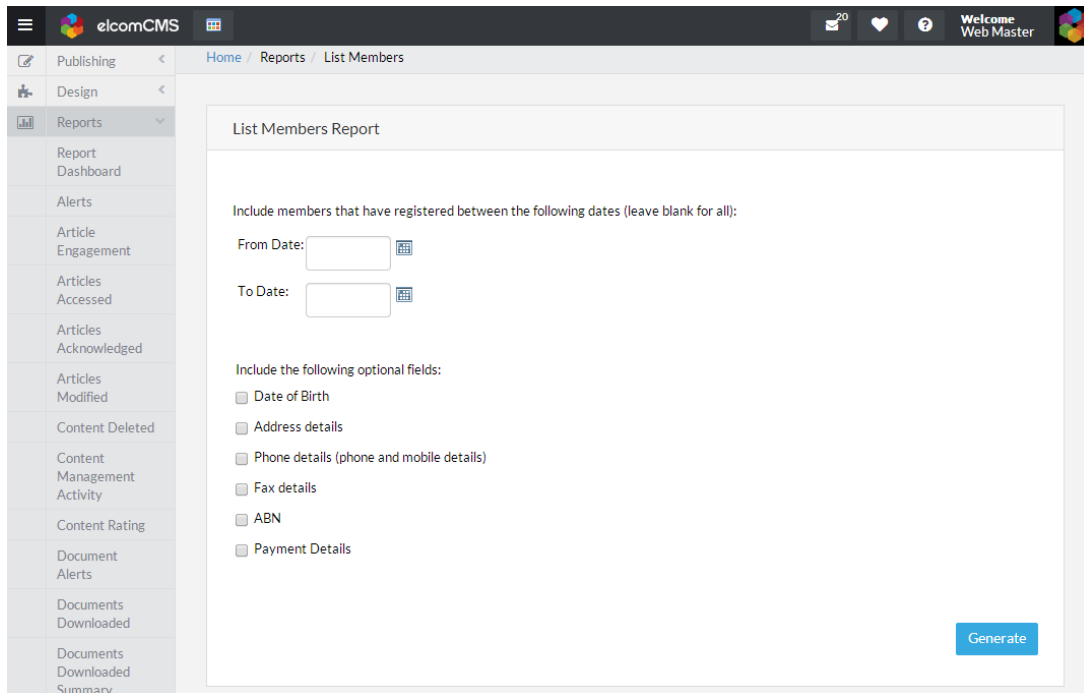 elcomCMS
20
Welcome
Web Master
Publishing
Design
Reports
Report
Dashboard
Alerts
Article
Engagement
Articles
Accessed
Articles
Acknowledged
Articles
Modified
Content Deleted
Content
Management
Activity
Content Rating
Document
Alerts
Documents
Downloaded
Documents
Downloaded
Summary
Home / Reports / List Members
List Members Report
Include members that have registered between the following dates (leave blank for all):
From Date:
To Date:
Include the following optional fields:
Date of Birth
Address details
Phone details (phone and mobile details)
Fax details
ABN
Payment Details
Generate